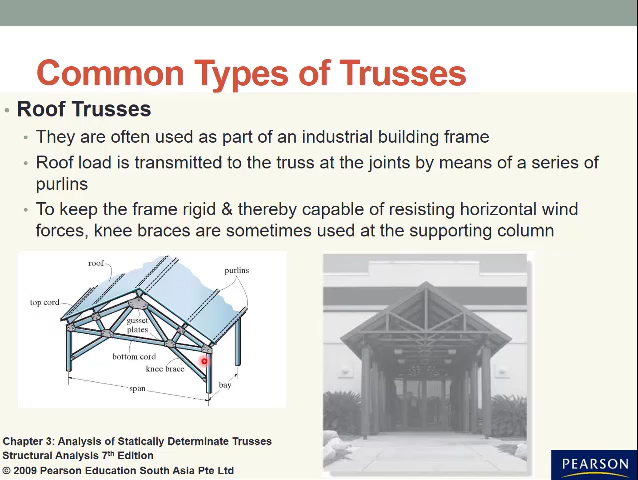 Common Types of Trusses
• Roof Trusses
• They are often used as part of an industrial building frame
• Roof load is transmitted to the truss at the joints by means of a series of
purlins
• To keep the frame rigid & thereby capable of resisting horizontal wind
forces, knee braces are sometimes used at the supporting column
roof
purlins
top cord
gusset
plates
bottom cord
knee brace
span
bay
Chapter 3: Analysis of Statically Determinate Trusses
Structural Analysis 7th Edition
© 2009 Pearson Education South Asia Pte Ltd
PEARSON